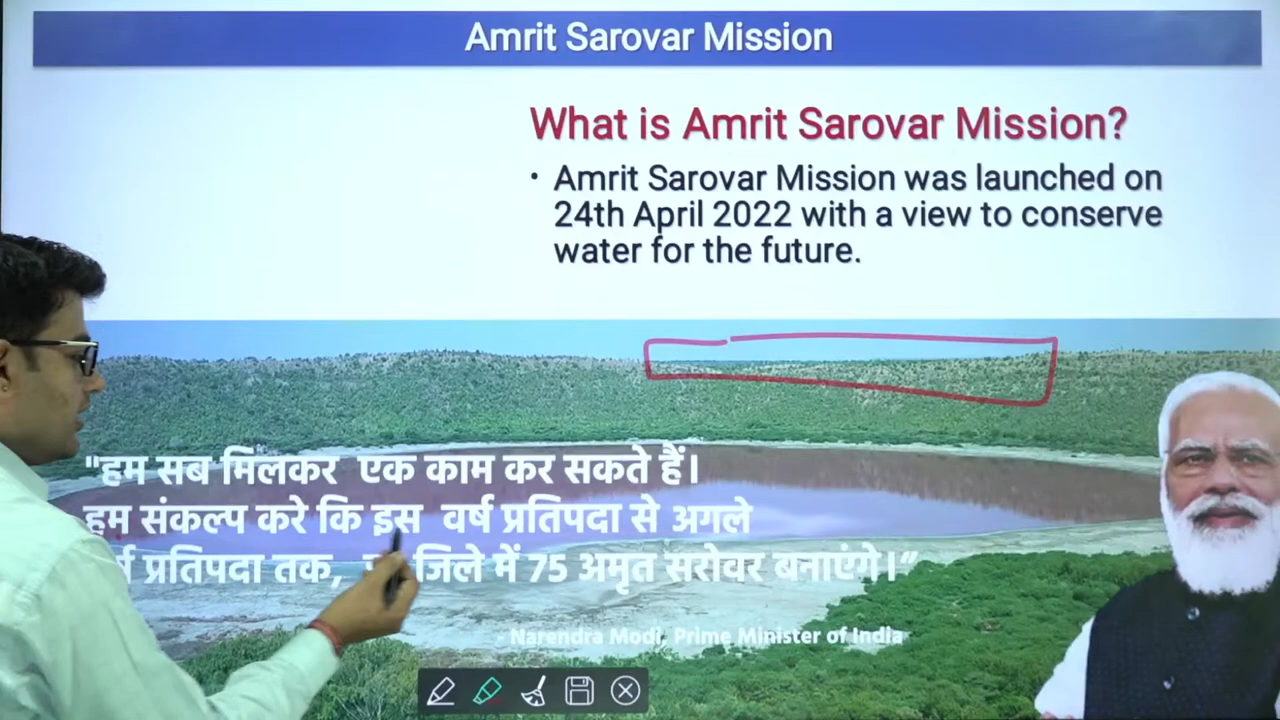 Amrit Sarovar Mission
What is Amrit Sarovar Mission?
• Amrit Sarovar Mission was launched on
24th April 2022 with a view to conserve
water for the future.
"हम सब मिलकर एक काम कर सकते हैं।
हम संकल्प करे कि इस वर्ष प्रतिपदा से अगले
प्रतिपदा तक, जिले में 75 अमृत सरोवर बनाएंगे।”
- Narendra Modi, Prime Minister of India